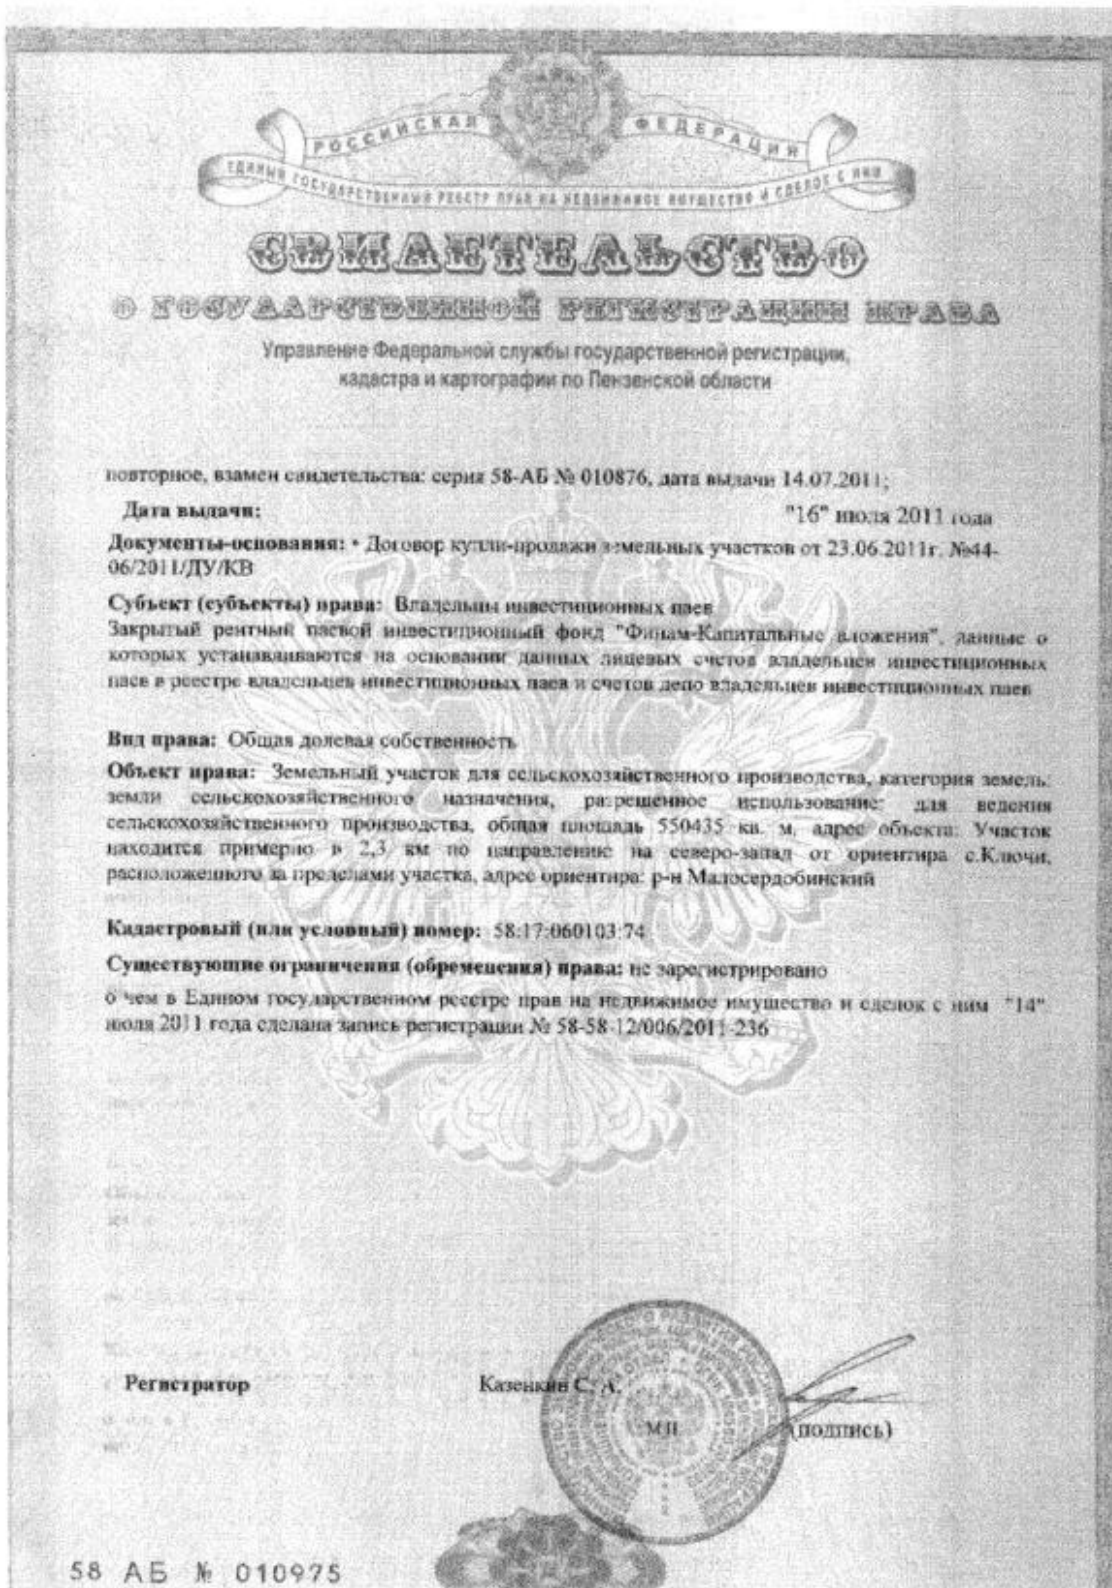 РОССИЙСКАЯ ФЕДЕРАЦИЯ
ЕДИНЫЙ ГОСУДАРСТВЕННЫЙ РЕЕСТР ПРАВ НА НЕДВИЖИМОЕ ИМУЩЕСТВО И СДЕЛОК С НИМ
СВИДЕТЕЛЬСТВО
О ГОСУДАРСТВЕННОЙ РЕГИСТРАЦИИ ПРАВА
Управление Федеральной службы государственной регистрации,
кадастра и картографии по Пензенской области
повторное, взамен свидетельства: серия 58-АБ № 010876, дата выдачи 14.07.2011;
Дата выдачи: "16" июля 2011 года
Документы-основания: • Договор купли-продажи земельных участков от 23.06.2011г. №44-
06/2011/ДУ/КВ
Субъект (субъекты) права: Владельцы инвестиционных паев
Закрытый рентный паевой инвестиционный фонд "Финам-Капитальные вложения", данные о
которых устанавливаются на основании данных лицевых счетов владельцев инвестиционных
паев в реестре владельцев инвестиционных паев и счетов депо владельцев инвестиционных паев
Вид права: Общая долевая собственность
Объект права: Земельный участок для сельскохозяйственного производства, категория земель:
земли сельскохозяйственного назначения, разрешенное использование: для ведения
сельскохозяйственного производства, общая площадь 550435 кв. м, адрес объекта: Участок
находится примерно в 2,3 км по направлению на северо-запад от ориентира с.Ключи,
расположенного за пределами участка, адрес ориентира: р-н Малосердобинский
Кадастровый (или условный) номер: 58:17:060103:74
Существующие ограничения (обременения) права: не зарегистрировано
о чем в Едином государственном реестре прав на недвижимое имущество и сделок с ним "14"
июля 2011 года сделана запись регистрации № 58-58-12/006/2011-236
Регистратор Казенкин С. А.
М.П. (подпись)
58 АБ № 010975